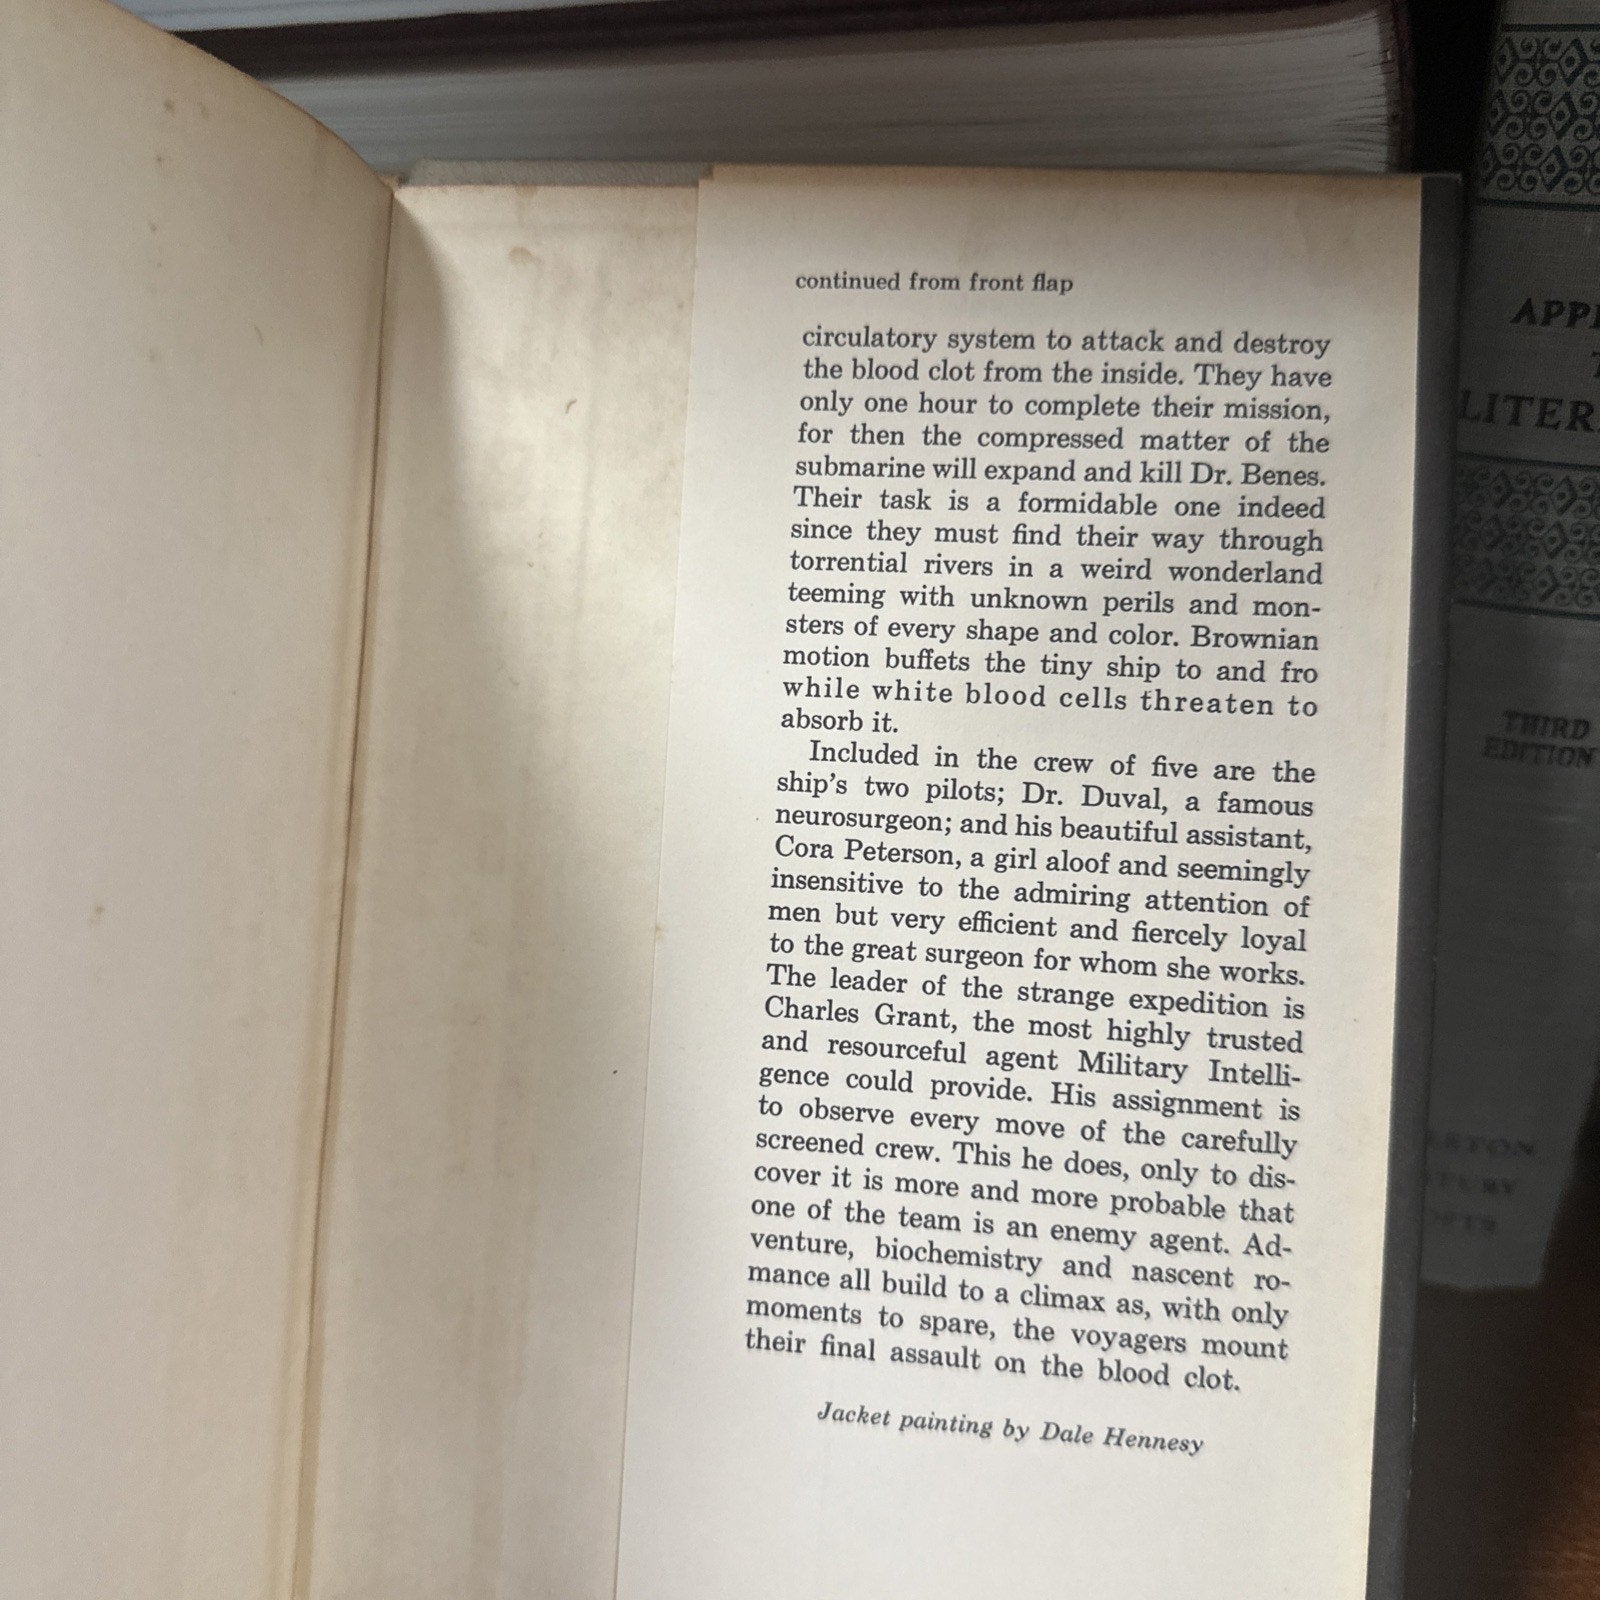 continued from front flap
circulatory system to attack and destroy
the blood clot from the inside. They have
only one hour to complete their mission,
for then the compressed matter of the
submarine will expand and kill Dr. Benes.
Their task is a formidable one indeed
since they must find their way through
torrential rivers in a weird wonderland
teeming with unknown perils and mon-
sters of every shape and color. Brownian
motion buffets the tiny ship to and fro
while white blood cells threaten to
absorb it.
Included in the crew of five are the
ship's two pilots; Dr. Duval, a famous
neurosurgeon; and his beautiful assistant,
Cora Peterson, a girl aloof and seemingly
insensitive to the admiring attention of
men but very efficient and fiercely loyal
to the great surgeon for whom she works.
The leader of the strange expedition is
Charles Grant, the most highly trusted
and resourceful agent Military Intelli-
gence could provide. His assignment is
to observe every move of the carefully
screened crew. This he does, only to dis-
cover it is more and more probable that
one of the team is an enemy agent. Ad-
venture, biochemistry and nascent ro-
mance all build to a climax as, with only
moments to spare, the voyagers mount
their final assault on the blood clot.
Jacket painting by Dale Hennesy
THIRD
EDITION